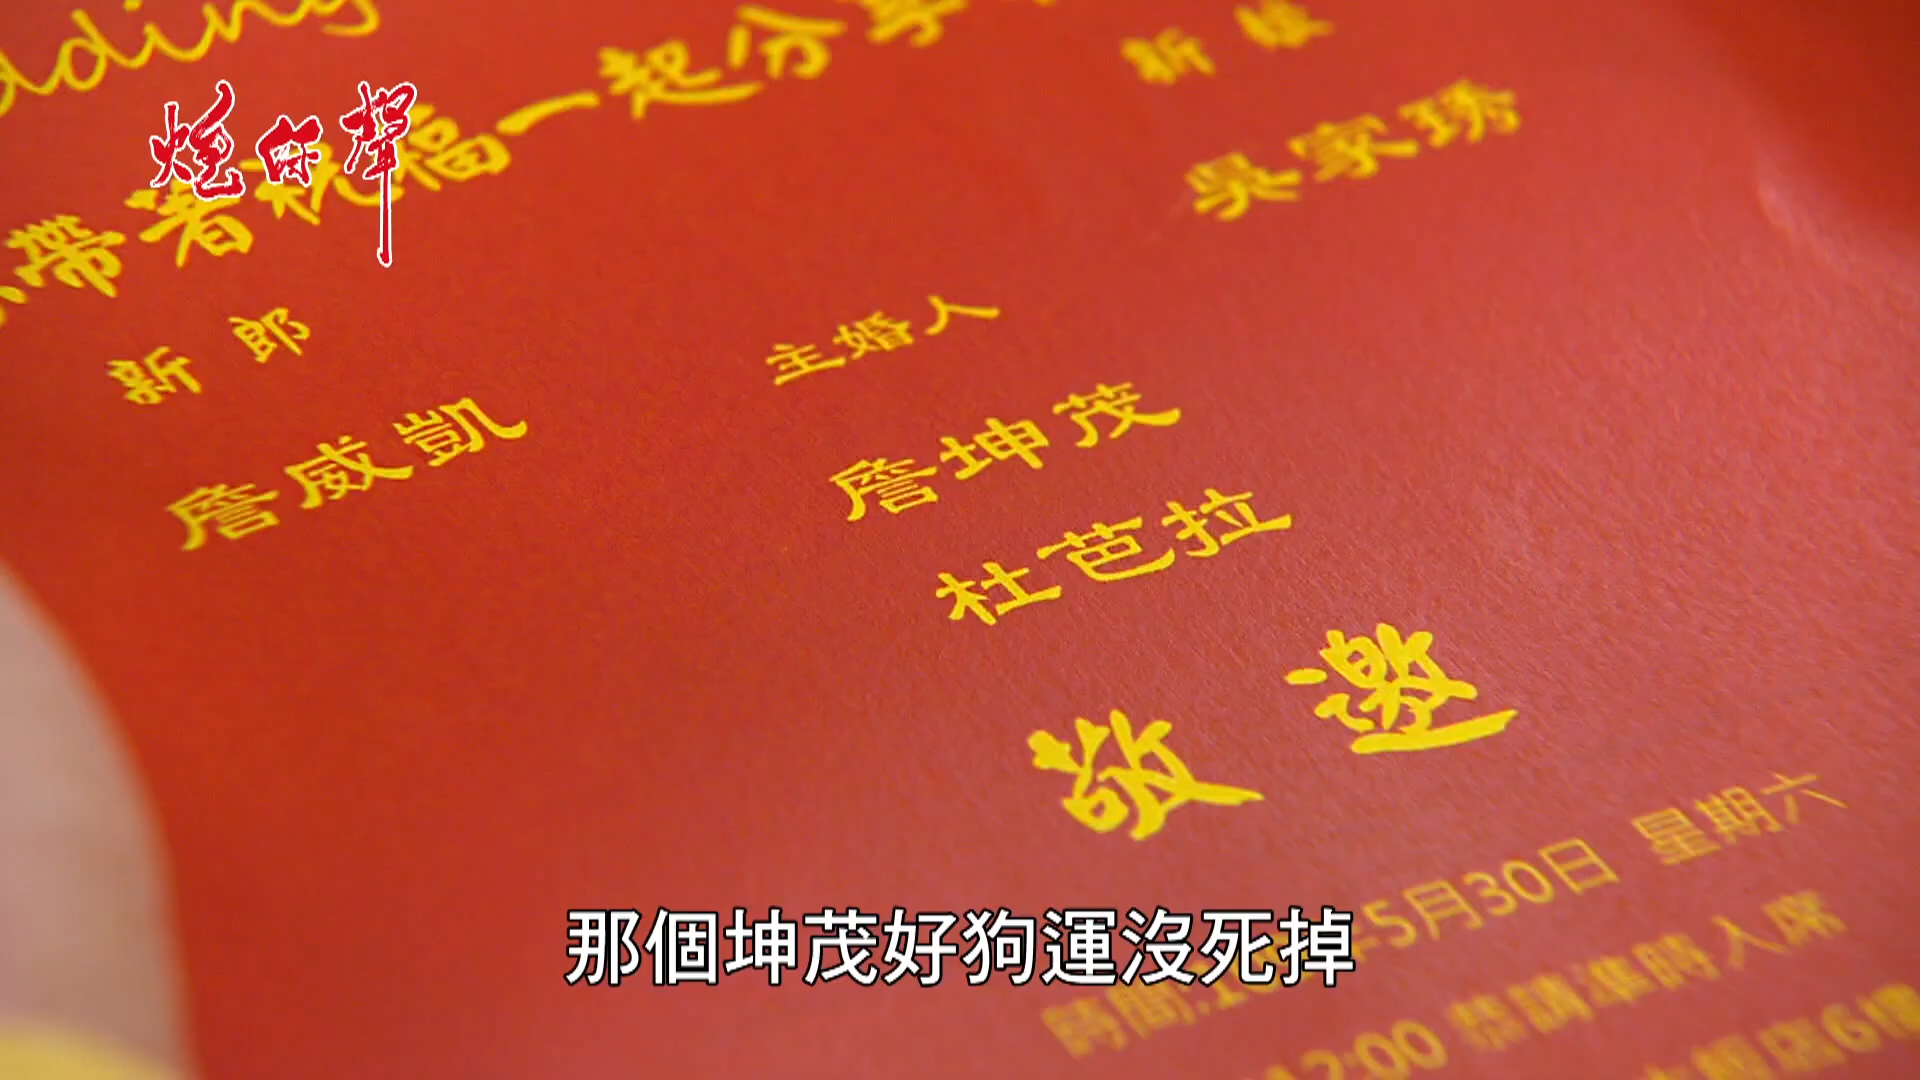 dding
帶著祝福一起分享
炮仔聲
新娘
吳家琇
新郎
詹威凱
主婚人
詹坤茂
杜芭拉
敬邀
5月30日 星期六
12:00 恭請準時入席
那個坤茂好狗運沒死掉